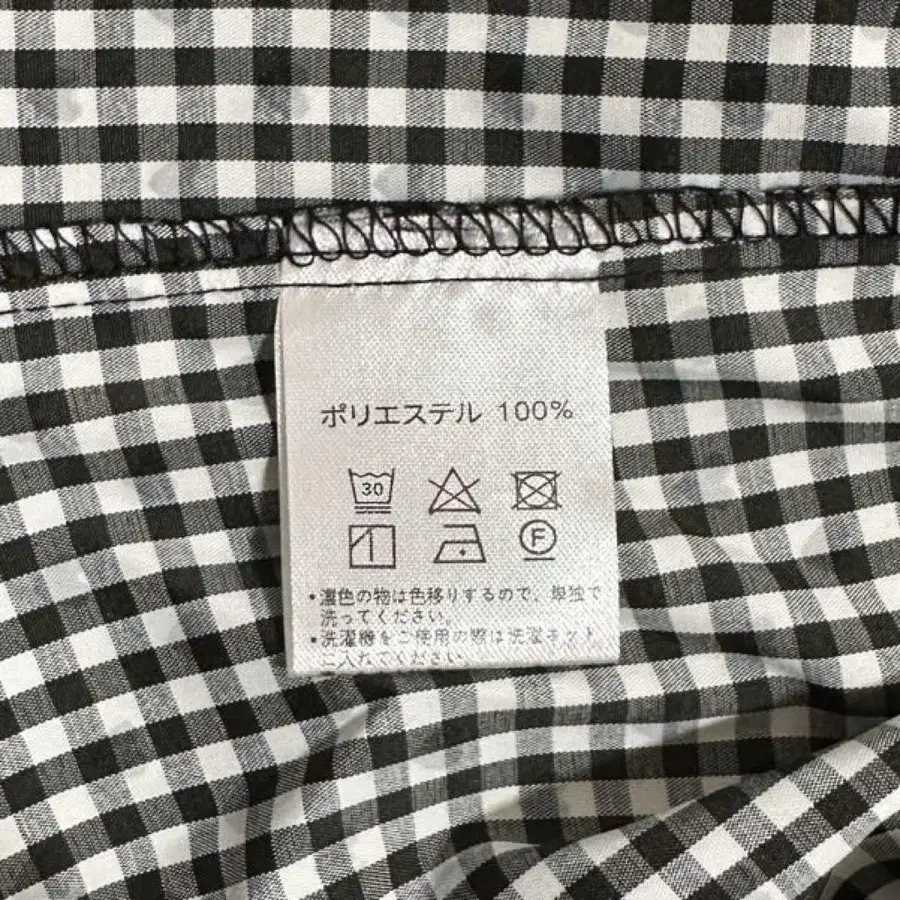 ポリエステル 100%
30
F
•濃色の物は色移りするので、単独で
洗ってください。
•洗濯機をご使用の際は洗濯ネット
に入れてください